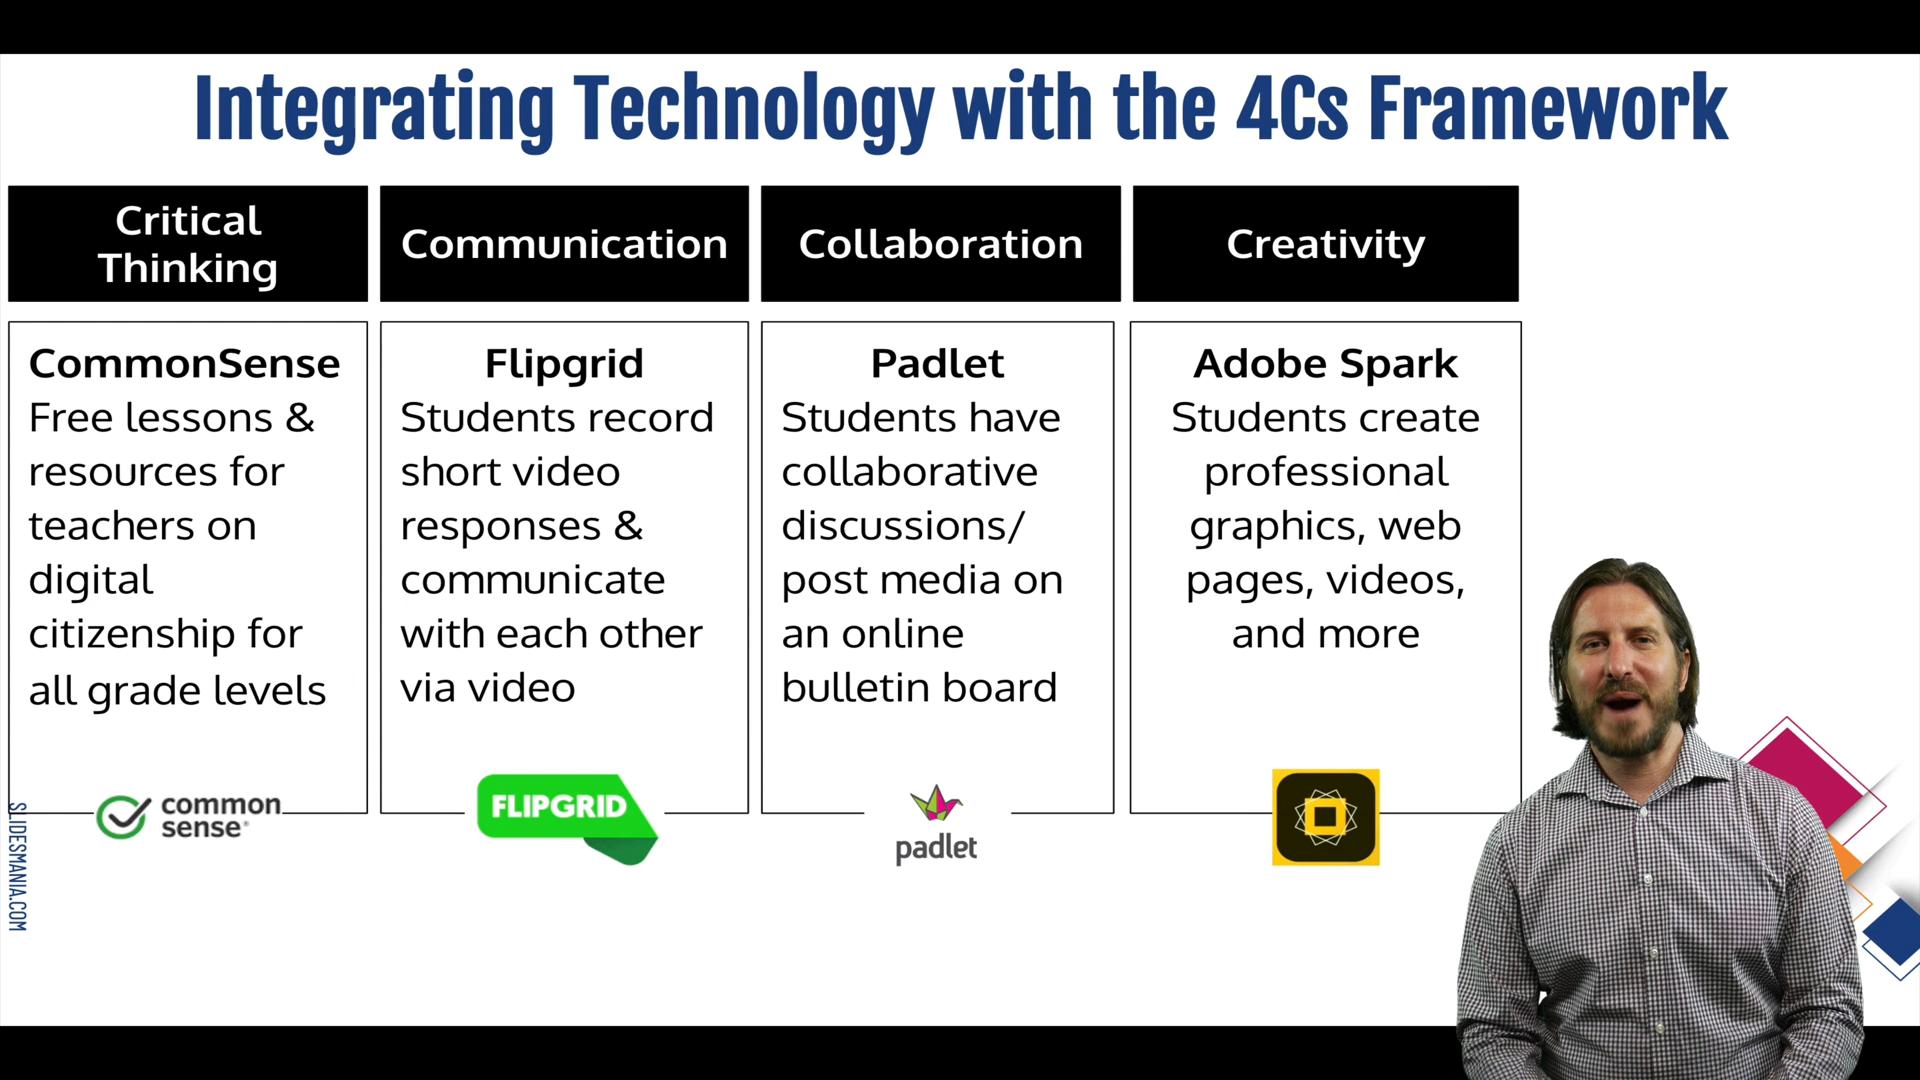 Integrating Technology with the 4Cs Framework
Critical
Thinking
Communication
Collaboration
Creativity
CommonSense
Free lessons &
resources for
teachers on
digital
citizenship for
all grade levels
common
sense®
Flipgrid
Students record
short video
responses &
communicate
with each other
via video
FLIPGRID
Padlet
Students have
collaborative
discussions/
post media on
an online
bulletin board
padlet
Adobe Spark
Students create
professional
graphics, web
pages, videos,
and more
SLIDESMANIA.COM